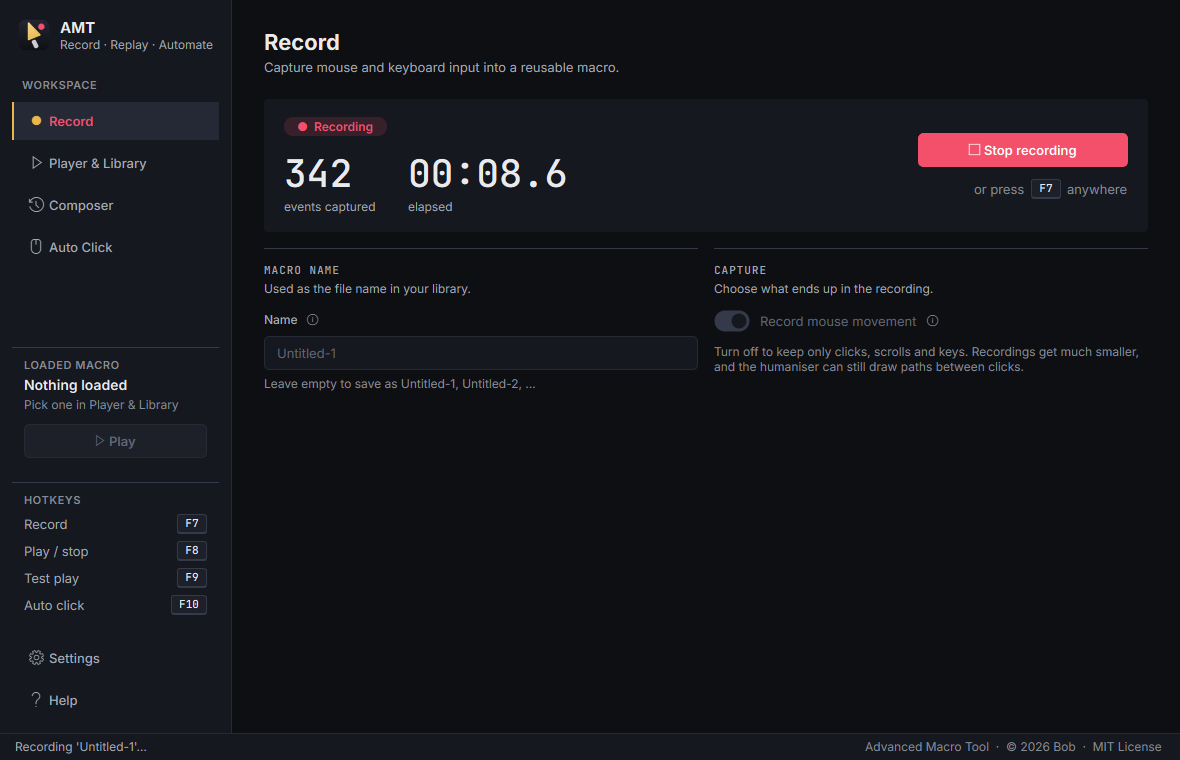 AMT
Record · Replay · Automate
WORKSPACE
Record
Player & Library
Composer
Auto Click
LOADED MACRO
Nothing loaded
Pick one in Player & Library
Play
HOTKEYS
Record F7
Play / stop F8
Test play F9
Auto click F10
Settings
Help
Record
Capture mouse and keyboard input into a reusable macro.
Recording
342 00:08.6
events captured elapsed
Stop recording
or press F7 anywhere
MACRO NAME
Used as the file name in your library.
Name
Untitled-1
Leave empty to save as Untitled-1, Untitled-2, ...
CAPTURE
Choose what ends up in the recording.
Record mouse movement
Turn off to keep only clicks, scrolls and keys. Recordings get much smaller,
and the humaniser can still draw paths between clicks.
Recording 'Untitled-1'...
Advanced Macro Tool · © 2026 Bob · MIT License